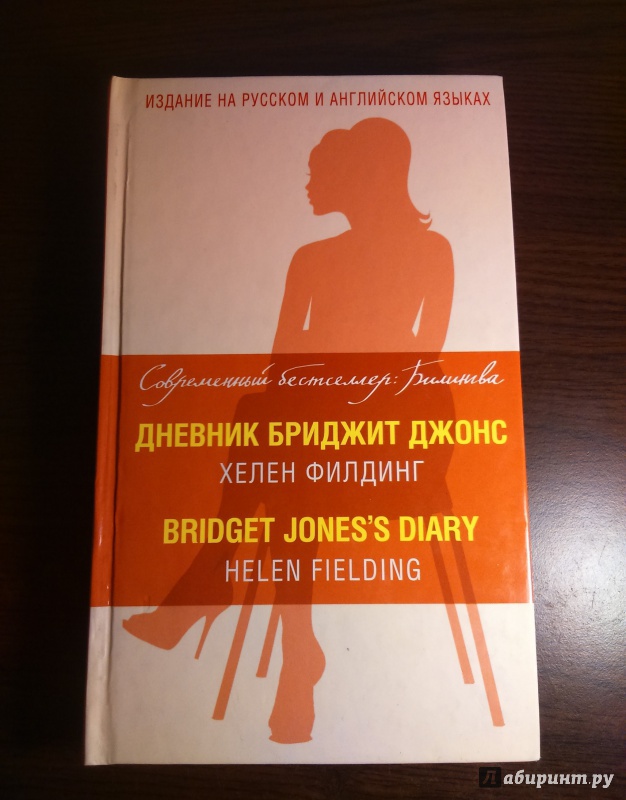 ИЗДАНИЕ НА РУССКОМ И АНГЛИЙСКОМ ЯЗЫКАХ
Современный бестселлер: Билингва
ДНЕВНИК БРИДЖИТ ДЖОНС
ХЕЛЕН ФИЛДИНГ
BRIDGET JONES'S DIARY
HELEN FIELDING
Лабиринт.ру